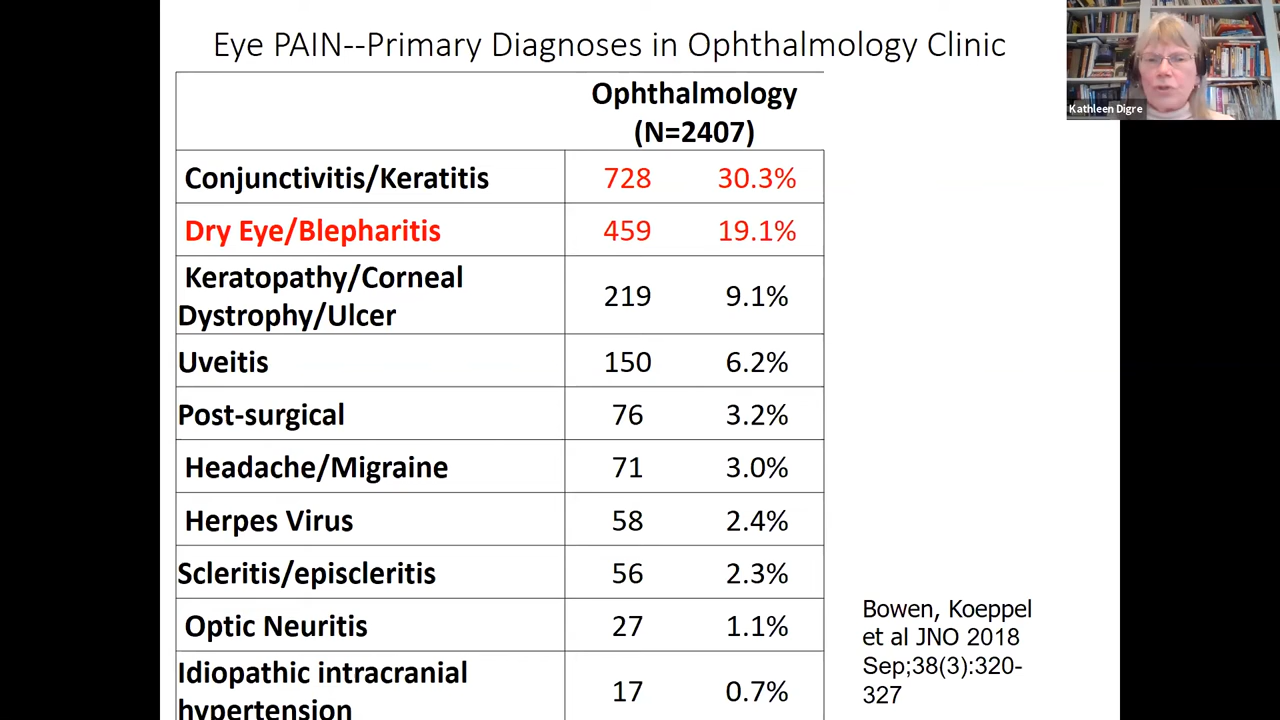 Eye PAIN--Primary Diagnoses in Ophthalmology Clinic
Kathleen Digre
Ophthalmology
(N=2407)
Conjunctivitis/Keratitis 728 30.3%
Dry Eye/Blepharitis 459 19.1%
Keratopathy/Corneal
Dystrophy/Ulcer 219 9.1%
Uveitis 150 6.2%
Post-surgical 76 3.2%
Headache/Migraine 71 3.0%
Herpes Virus 58 2.4%
Scleritis/episcleritis 56 2.3%
Optic Neuritis 27 1.1%
Idiopathic intracranial
hypertension 17 0.7%
Bowen, Koeppel
et al JNO 2018
Sep;38(3):320-
327